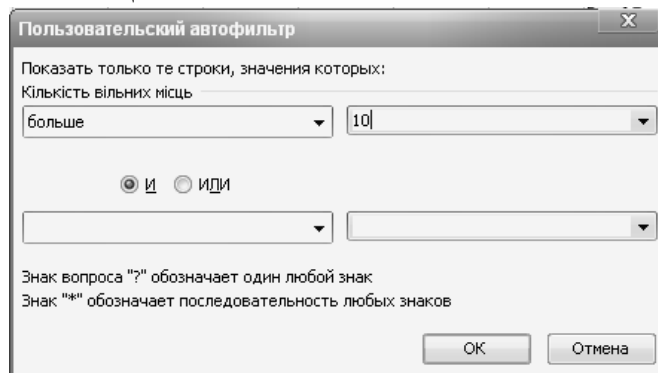 Пользовательский автофильтр
X
Показать только те строки, значения которых:
Кількість вільних місць
больше 10
И ИЛИ
Знак вопроса "?" обозначает один любой знак
Знак "*" обозначает последовательность любых знаков
ОК Отмена